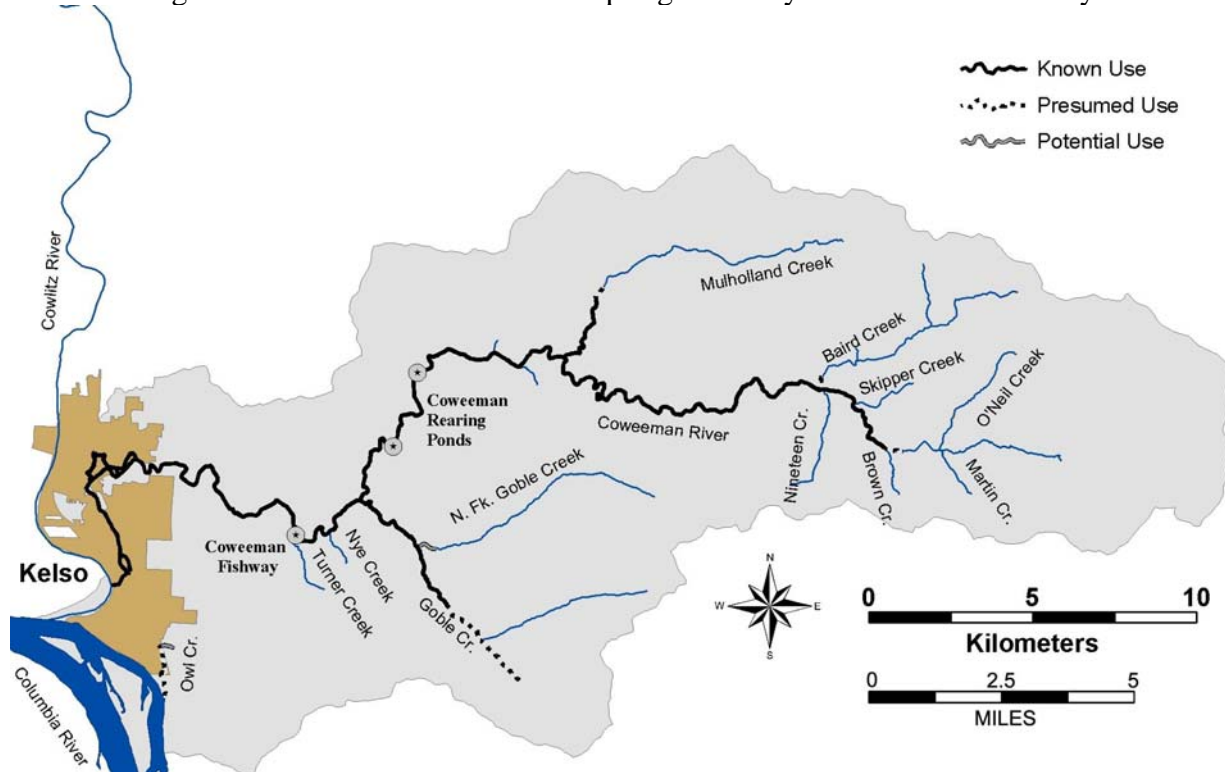 Known Use
Presumed Use
Potential Use
Cowlitz River
Mulholland Creek
Baird Creek
Skipper Creek
O'Neil Creek
Coweeman
Rearing
Ponds
Coweeman River
Nineteen Cr.
Brown Cr.
Martin Cr.
N. Fk. Goble Creek
Coweeman
Fishway
Nye Creek
Turner Creek
Goble Cr.
Kelso
Owl Cr.
Columbia River
N
W E
S
0 5 10
Kilometers
0 2.5 5
MILES